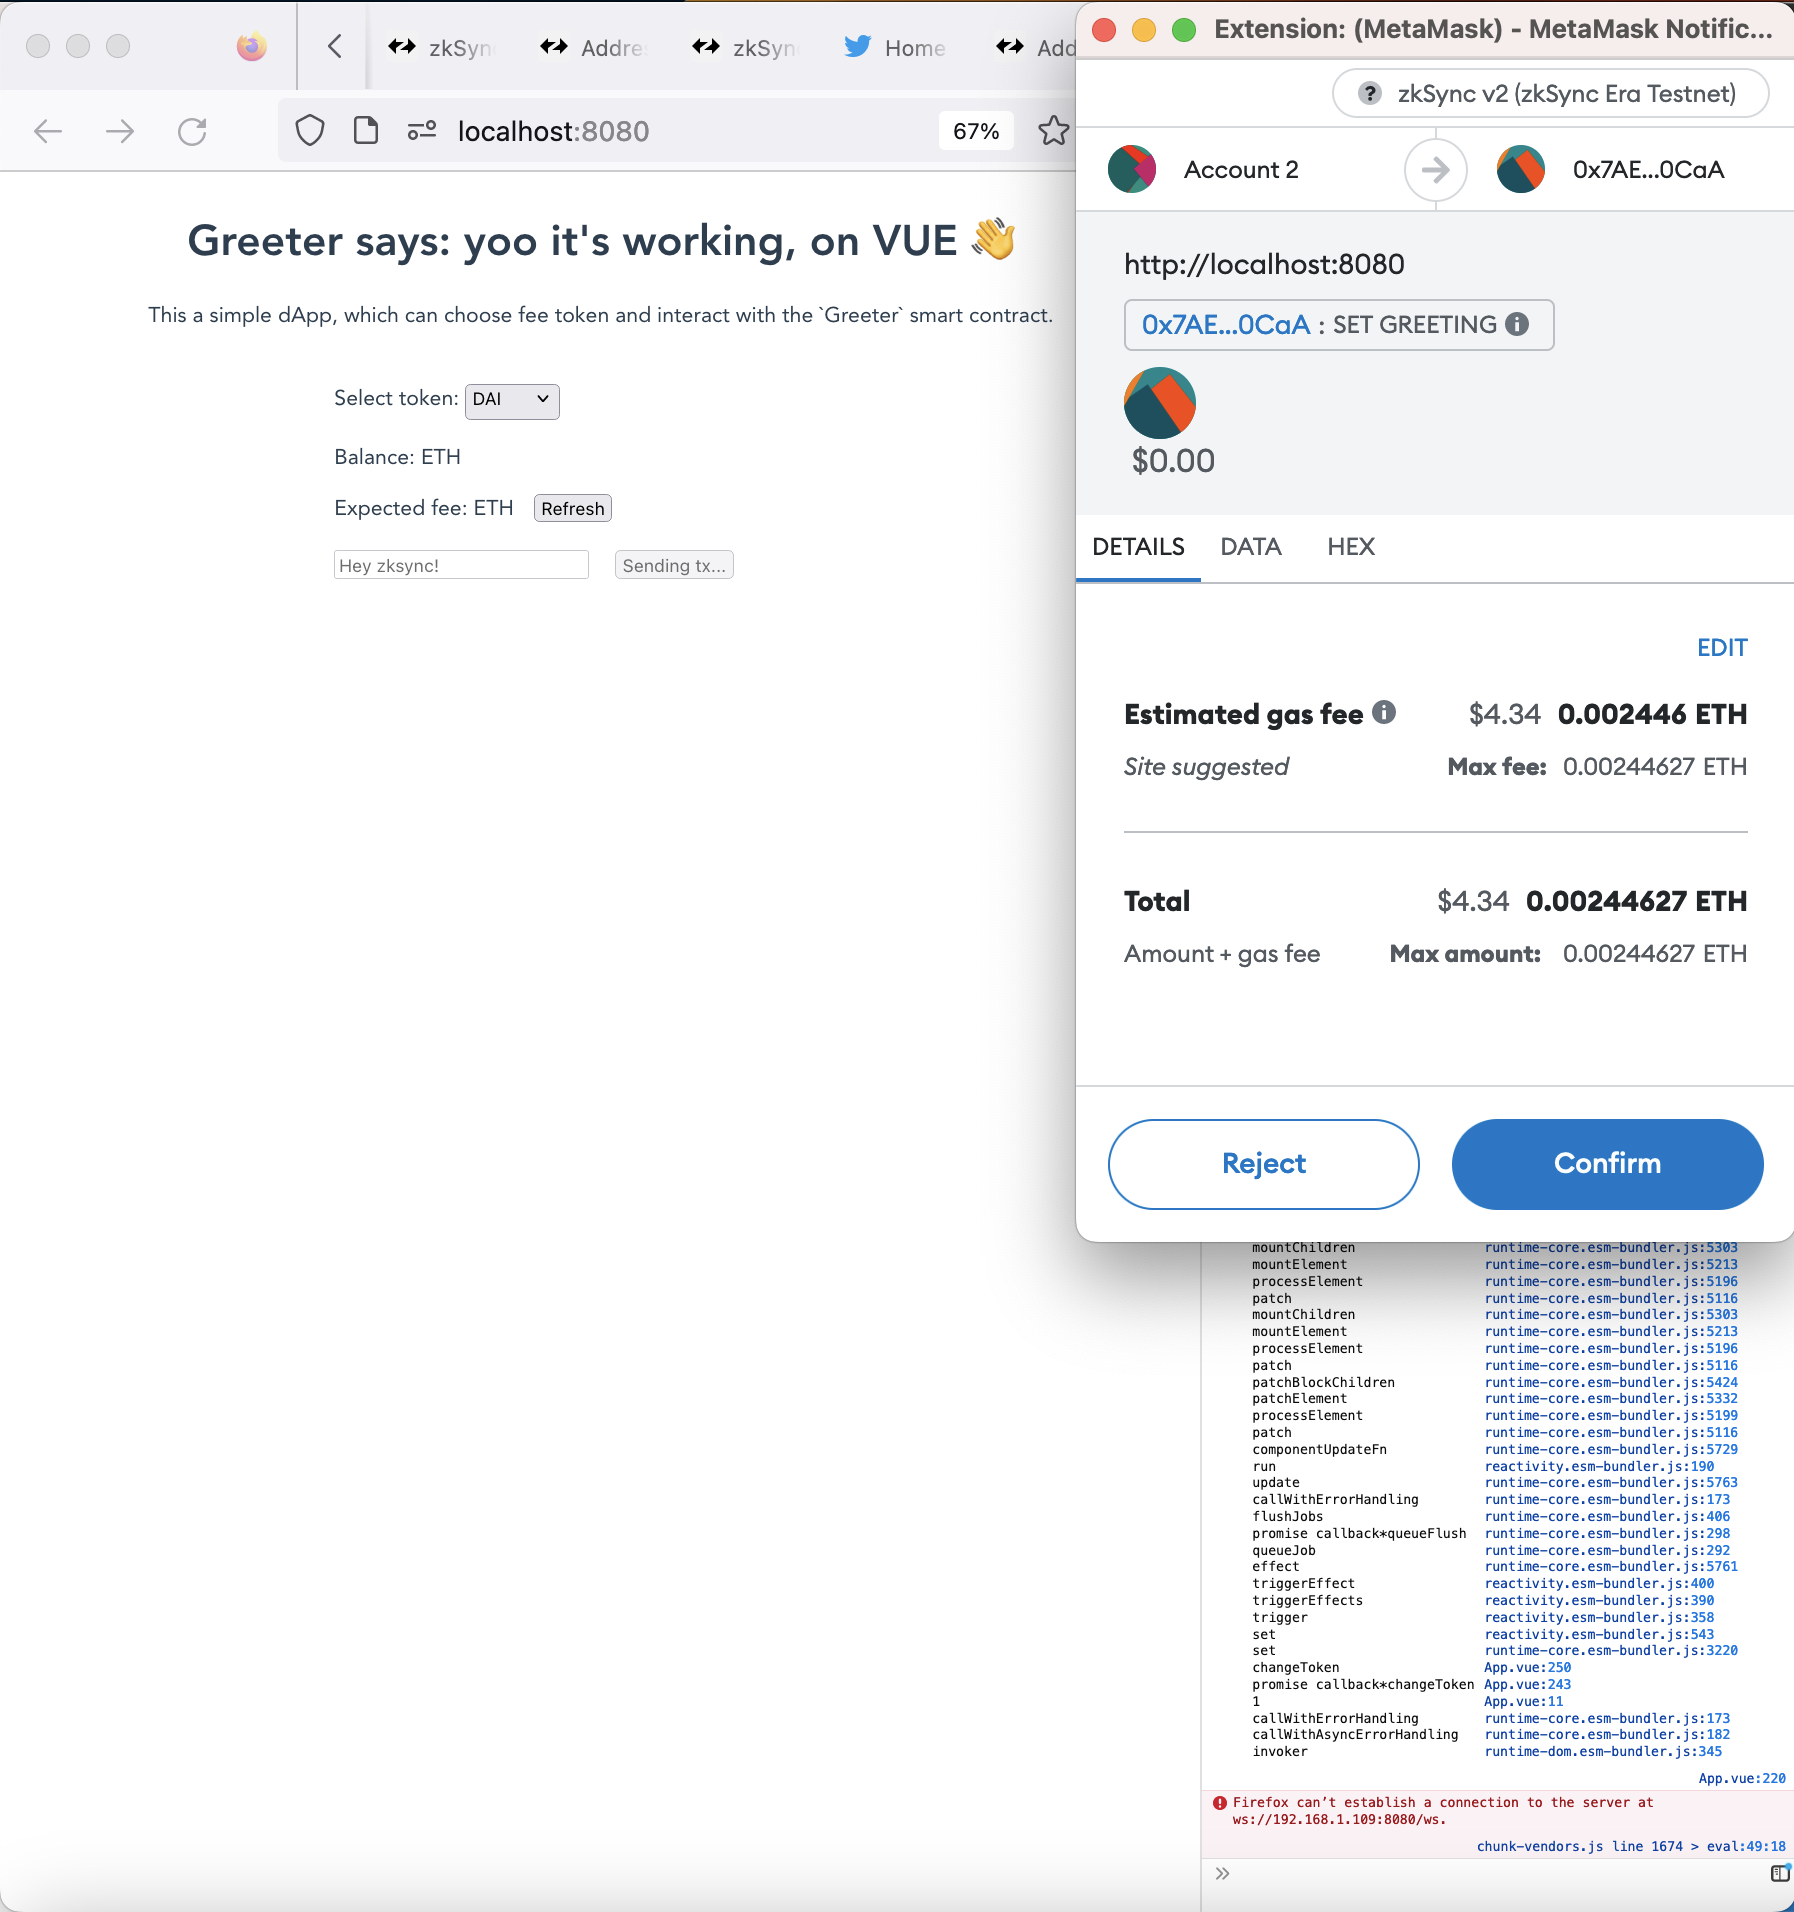 zkSyn
Addre
zkSyn
Home
Add
localhost:8080
67%
Greeter says: yoo it's working, on VUE 👋
This a simple dApp, which can choose fee token and interact with the `Greeter` smart contract.
Select token: DAI
Balance: ETH
Expected fee: ETH Refresh
Hey zksync! Sending tx...
Extension: (MetaMask) - MetaMask Notific...
? zkSync v2 (zkSync Era Testnet)
Account 2 0x7AE...0CaA
http://localhost:8080
0x7AE...0CaA : SET GREETING
$0.00
DETAILS DATA HEX
EDIT
Estimated gas fee $4.34 0.002446 ETH
Site suggested Max fee: 0.00244627 ETH
Total $4.34 0.00244627 ETH
Amount + gas fee Max amount: 0.00244627 ETH
Reject Confirm
mountChildren runtime-core.esm-bundler.js:5303
mountElement runtime-core.esm-bundler.js:5213
processElement runtime-core.esm-bundler.js:5196
patch runtime-core.esm-bundler.js:5116
mountChildren runtime-core.esm-bundler.js:5303
mountElement runtime-core.esm-bundler.js:5213
processElement runtime-core.esm-bundler.js:5196
patch runtime-core.esm-bundler.js:5116
patchBlockChildren runtime-core.esm-bundler.js:5424
patchElement runtime-core.esm-bundler.js:5332
processElement runtime-core.esm-bundler.js:5199
patch runtime-core.esm-bundler.js:5116
componentUpdateFn runtime-core.esm-bundler.js:5729
run reactivity.esm-bundler.js:190
update runtime-core.esm-bundler.js:5763
callWithErrorHandling runtime-core.esm-bundler.js:173
flushJobs runtime-core.esm-bundler.js:406
promise callback*queueFlush runtime-core.esm-bundler.js:298
queueJob runtime-core.esm-bundler.js:292
effect runtime-core.esm-bundler.js:5761
triggerEffect reactivity.esm-bundler.js:400
triggerEffects reactivity.esm-bundler.js:390
trigger reactivity.esm-bundler.js:358
set reactivity.esm-bundler.js:543
set runtime-core.esm-bundler.js:3220
changeToken App.vue:250
promise callback*changeToken App.vue:243
1 App.vue:11
callWithErrorHandling runtime-core.esm-bundler.js:173
callWithAsyncErrorHandling runtime-core.esm-bundler.js:182
invoker runtime-dom.esm-bundler.js:345
App.vue:220
Firefox can’t establish a connection to the server at
ws://192.168.1.109:8080/ws.
chunk-vendors.js line 1674 > eval:49:18